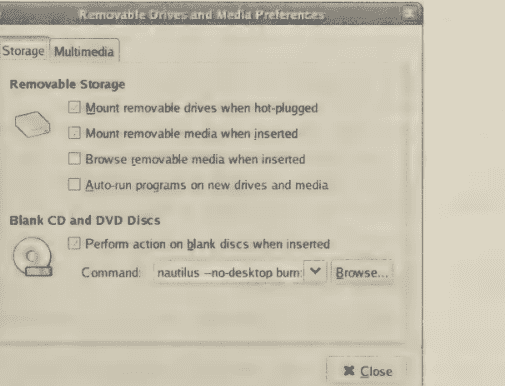 Removable Drives and Media Preferences
Storage Multimedia
Removable Storage
Mount removable drives when hot-plugged
Mount removable media when inserted
Browse removable media when inserted
Auto-run programs on new drives and media
Blank CD and DVD Discs
Perform action on blank discs when inserted
Command: nautilus --no-desktop burn: Browse...
Close